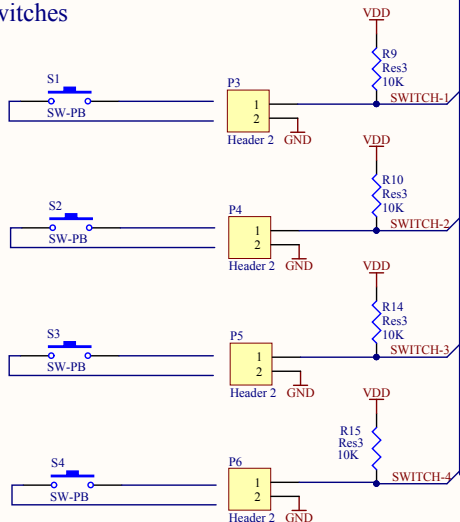 vitches
VDD
R9
Res3
10K
S1
SW-PB
P3
1
2
Header 2
GND
SWITCH-1
VDD
R10
Res3
10K
S2
SW-PB
P4
1
2
Header 2
GND
SWITCH-2
VDD
R14
Res3
10K
S3
SW-PB
P5
1
2
Header 2
GND
SWITCH-3
VDD
R15
Res3
10K
S4
SW-PB
P6
1
2
Header 2
GND
SWITCH-4